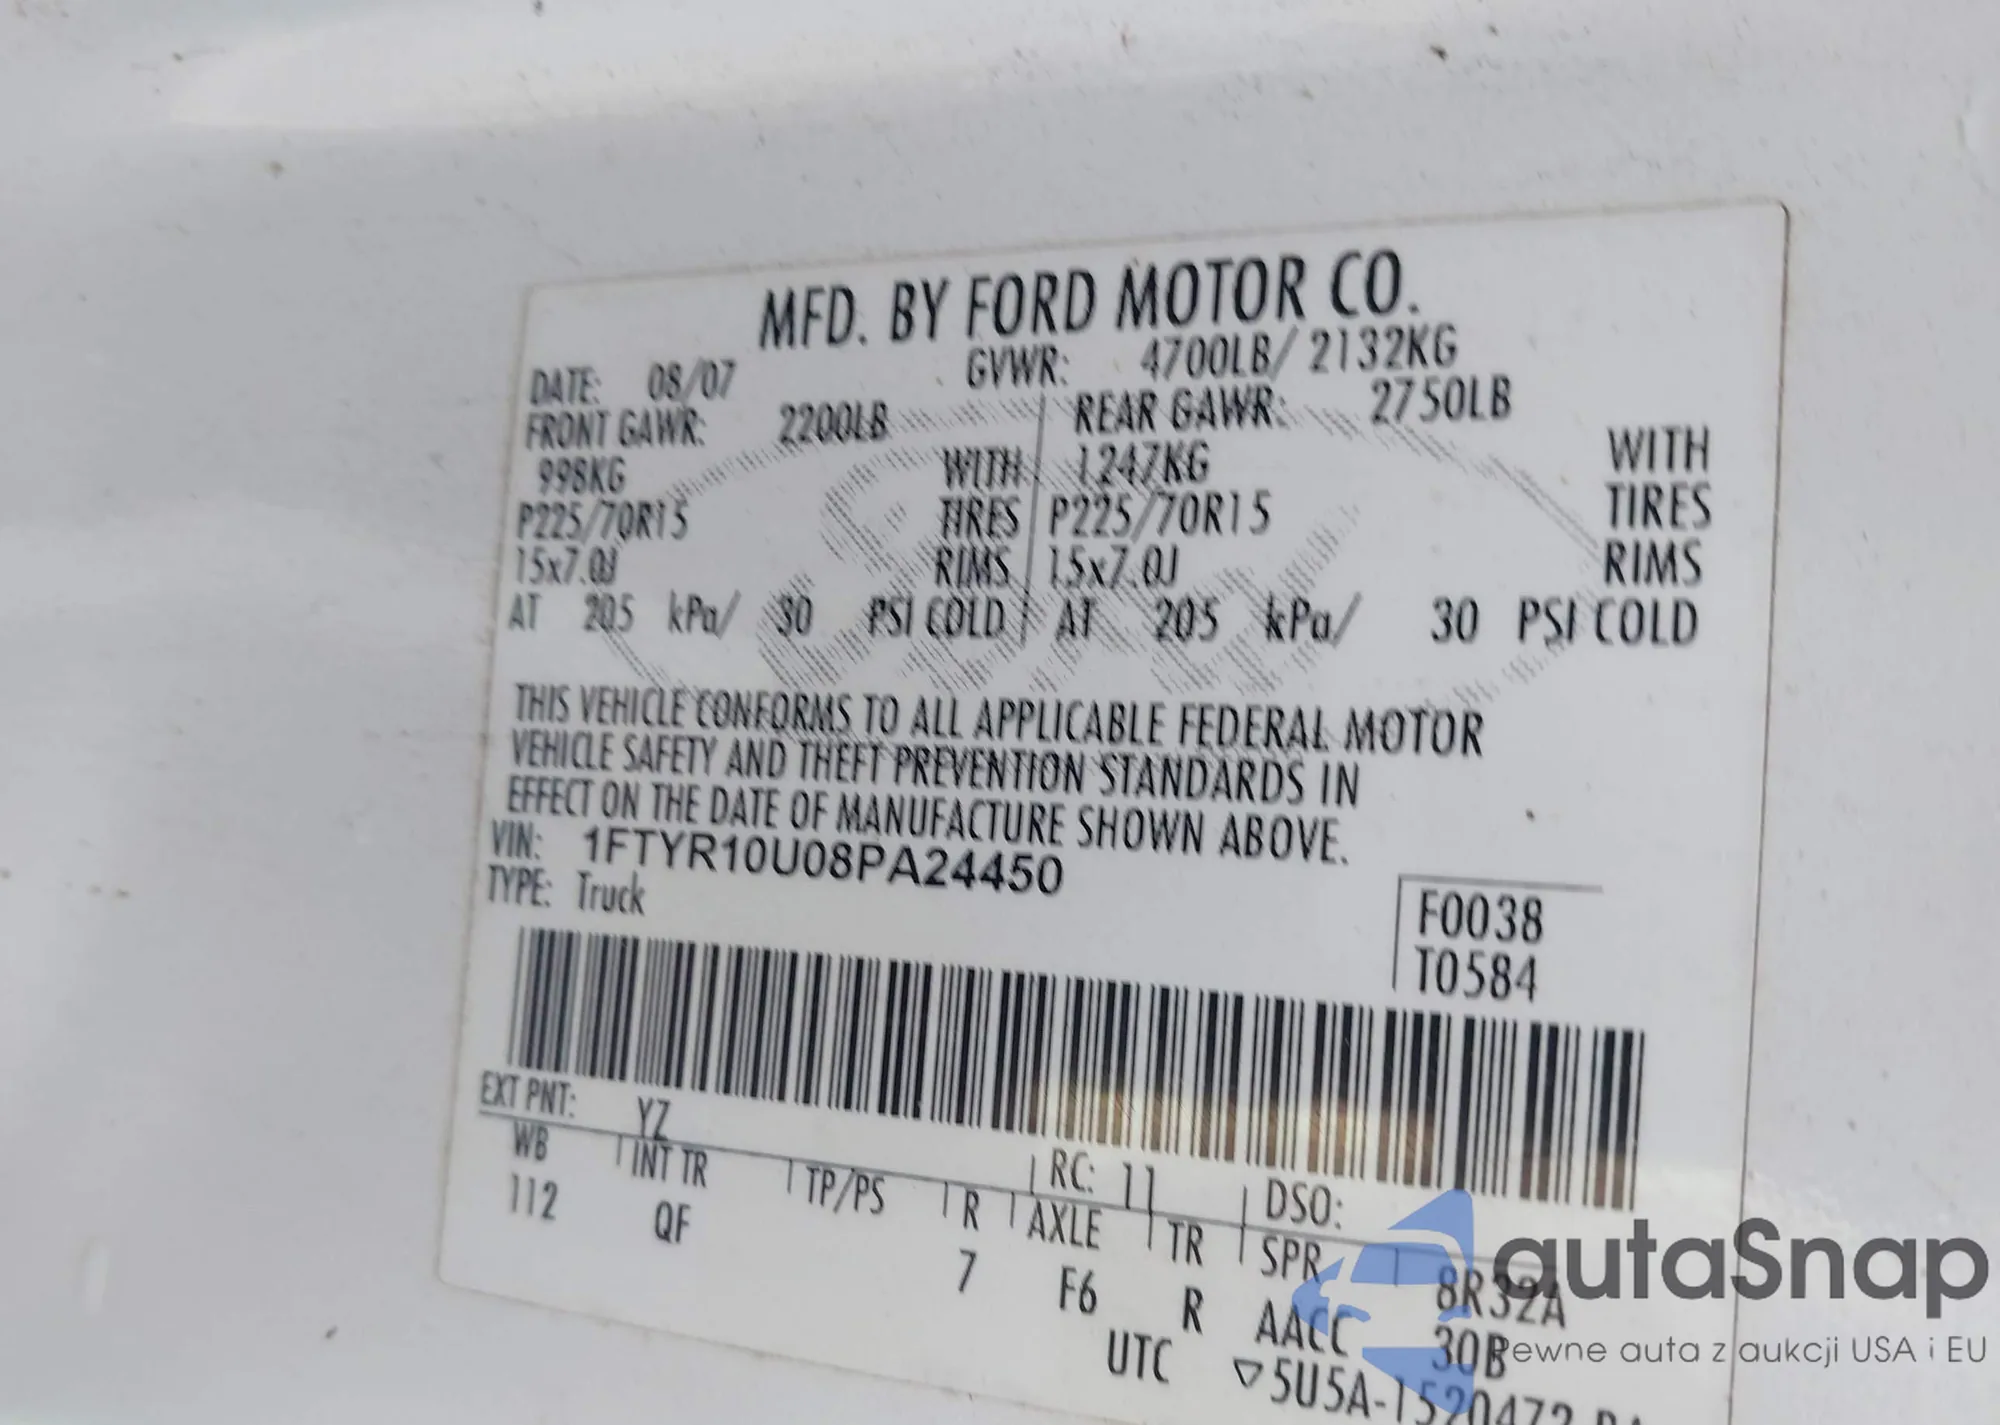 MFD. BY FORD MOTOR CO.
DATE: 08/07 GVWR: 4700LB/ 2132KG
FRONT GAWR: 2200LB REAR GAWR: 2750LB
998KG WITH 1247KG WITH
P225/70R15 TIRES P225/70R15 TIRES
15x7.0J RIMS 15x7.0J RIMS
AT 205 kPa/ 30 PSI COLD AT 205 kPa/ 30 PSI COLD
THIS VEHICLE CONFORMS TO ALL APPLICABLE FEDERAL MOTOR
VEHICLE SAFETY AND THEFT PREVENTION STANDARDS IN
EFFECT ON THE DATE OF MANUFACTURE SHOWN ABOVE.
VIN: 1FTYR10U08PA24450
TYPE: Truck
F0038
T0584
EXT PNT: YZ RC: 11 DSO:
WB INT TR TP/PS R AXLE TR SPR
112 QF 7 F6 R AACC
8R32A
30B
UTC ▽5U5A-1520472
autaSnap
Pewne auta z aukcji USA i EU